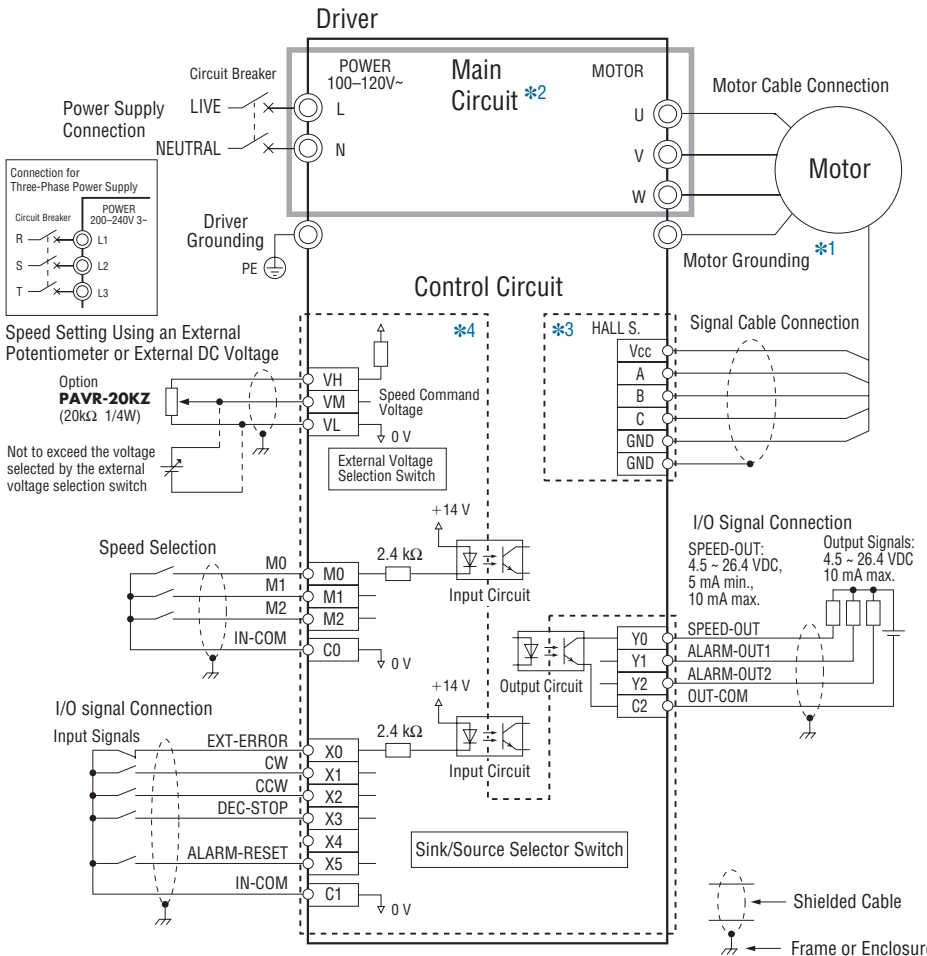 Driver
Circuit Breaker
POWER
100–120V~
Main
Circuit *2
MOTOR
Motor Cable Connection
Power Supply
Connection
LIVE
L
U
NEUTRAL
N
V
W
Motor
Connection for
Three-Phase Power Supply
Circuit Breaker
POWER
200–240V 3~
R
L1
S
L2
T
L3
Driver
Grounding
PE
Motor Grounding *1
Control Circuit
Speed Setting Using an External
Potentiometer or External DC Voltage
*4
*3
HALL S.
Signal Cable Connection
Option
PAVR-20KZ
(20kΩ 1/4W)
VH
VM
VL
Speed Command
Voltage
0 V
Vcc
A
B
C
GND
GND
Not to exceed the voltage
selected by the external
voltage selection switch
External Voltage
Selection Switch
+14 V
2.4 kΩ
Input Circuit
Speed Selection
M0
M1
M2
IN-COM
M0
M1
M2
C0
0 V
I/O Signal Connection
SPEED-OUT:
4.5 ~ 26.4 VDC,
5 mA min.,
10 mA max.
Output Signals:
4.5 ~ 26.4 VDC
10 mA max.
Output Circuit
Y0
Y1
Y2
C2
SPEED-OUT
ALARM-OUT1
ALARM-OUT2
OUT-COM
I/O signal Connection
Input Signals
+14 V
2.4 kΩ
Input Circuit
EXT-ERROR
CW
CCW
DEC-STOP
ALARM-RESET
IN-COM
X0
X1
X2
X3
X4
X5
C1
0 V
Sink/Source Selector Switch
Shielded Cable
Frame or Enclosure